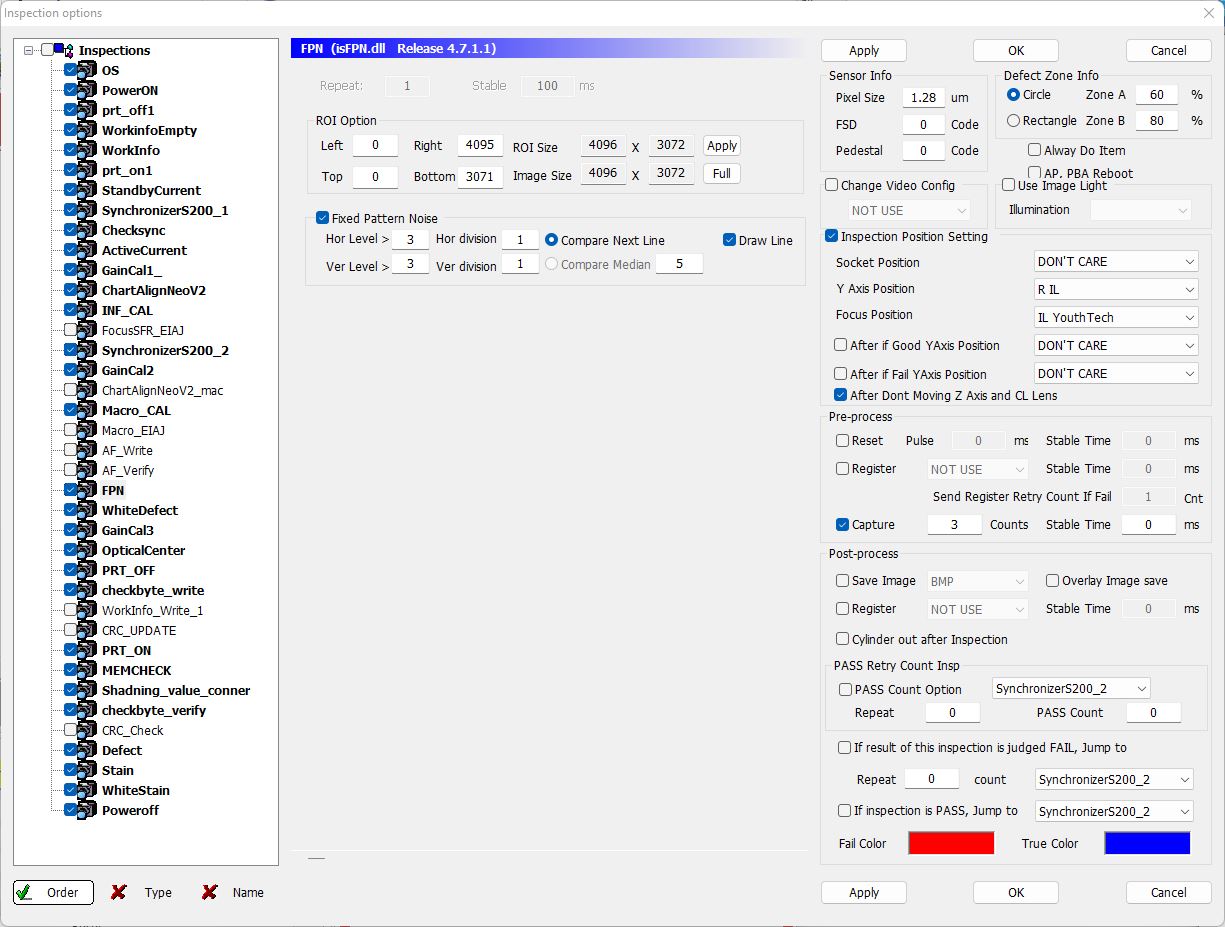 Inspection options
Inspections
OS
PowerON
prt_off1
WorkinfoEmpty
WorkInfo
prt_on1
StandbyCurrent
SynchronizerS200_1
Checksync
ActiveCurrent
GainCal1_
ChartAlignNeoV2
INF_CAL
FocusSFR_EIAJ
SynchronizerS200_2
GainCal2
ChartAlignNeoV2_mac
Macro_CAL
Macro_EIAJ
AF_Write
AF_Verify
FPN
WhiteDefect
GainCal3
OpticalCenter
PRT_OFF
checkbyte_write
WorkInfo_Write_1
CRC_UPDATE
PRT_ON
MEMCHECK
Shadning_value_conner
checkbyte_verify
CRC_Check
Defect
Stain
WhiteStain
Poweroff
Order Type Name
FPN (isFPN.dll Release 4.7.1.1)
Repeat: 1 Stable 100 ms
ROI Option
Left 0 Right 4095 ROI Size 4096 X 3072 Apply
Top 0 Bottom 3071 Image Size 4096 X 3072 Full
Fixed Pattern Noise
Hor Level > 3 Hor division 1 Compare Next Line Draw Line
Ver Level > 3 Ver division 1 Compare Median 5
Apply OK Cancel
Sensor Info
Pixel Size 1.28 um
FSD 0 Code
Pedestal 0 Code
Defect Zone Info
Circle Zone A 60 %
Rectangle Zone B 80 %
Alway Do Item
AP. PBA Reboot
Change Video Config
NOT USE
Use Image Light
Illumination
Inspection Position Setting
Socket Position DON'T CARE
Y Axis Position R IL
Focus Position IL YouthTech
After if Good YAxis Position DON'T CARE
After if Fail YAxis Position DON'T CARE
After Dont Moving Z Axis and CL Lens
Pre-process
Reset Pulse 0 ms Stable Time 0 ms
Register NOT USE Stable Time 0 ms
Send Register Retry Count If Fail 1 Cnt
Capture 3 Counts Stable Time 0 ms
Post-process
Save Image BMP Overlay Image save
Register NOT USE Stable Time 0 ms
Cylinder out after Inspection
PASS Retry Count Insp
PASS Count Option SynchronizerS200_2
Repeat 0 PASS Count 0
If result of this inspection is judged FAIL, Jump to
Repeat 0 count SynchronizerS200_2
If inspection is PASS, Jump to SynchronizerS200_2
Fail Color True Color
Apply OK Cancel